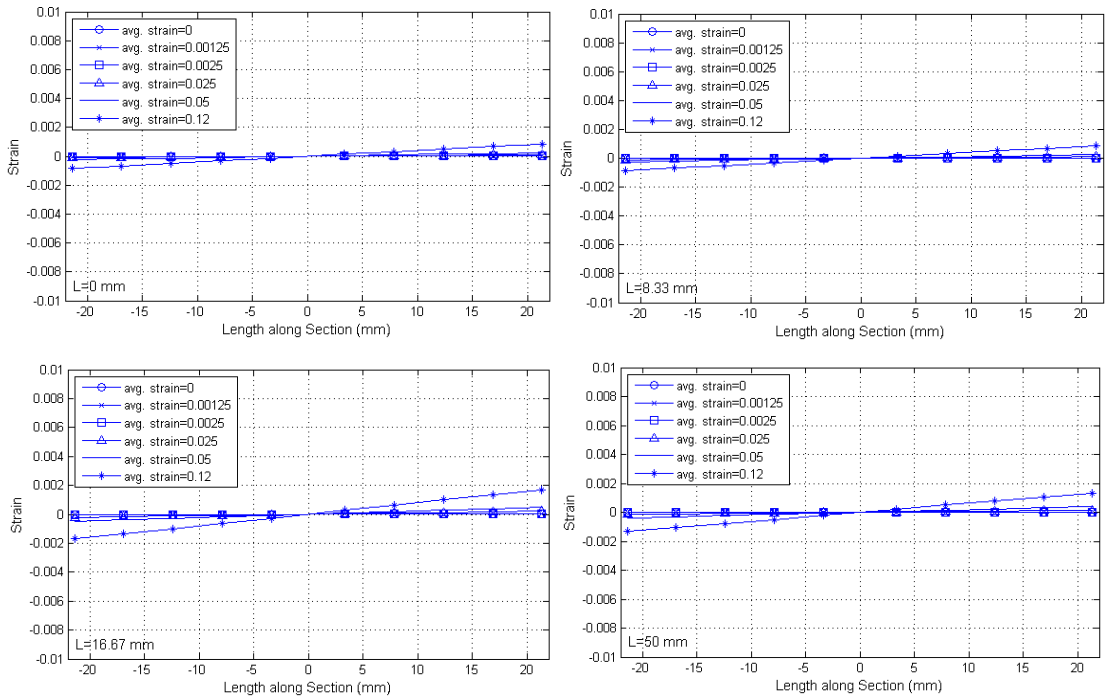 0.01
0.008
0.006
0.004
0.002
0
-0.002
-0.004
-0.006
-0.008
-0.01
Strain
avg. strain=0
avg. strain=0.00125
avg. strain=0.0025
avg. strain=0.025
avg. strain=0.05
avg. strain=0.12
L=0 mm
-20 -15 -10 -5 0 5 10 15 20
Length along Section (mm)
0.01
0.008
0.006
0.004
0.002
0
-0.002
-0.004
-0.006
-0.008
-0.01
Strain
avg. strain=0
avg. strain=0.00125
avg. strain=0.0025
avg. strain=0.025
avg. strain=0.05
avg. strain=0.12
L=8.33 mm
-20 -15 -10 -5 0 5 10 15 20
Length along Section (mm)
0.01
0.008
0.006
0.004
0.002
0
-0.002
-0.004
-0.006
-0.008
-0.01
Strain
avg. strain=0
avg. strain=0.00125
avg. strain=0.0025
avg. strain=0.025
avg. strain=0.05
avg. strain=0.12
L=16.67 mm
-20 -15 -10 -5 0 5 10 15 20
Length along Section (mm)
0.01
0.008
0.006
0.004
0.002
0
-0.002
-0.004
-0.006
-0.008
-0.01
Strain
avg. strain=0
avg. strain=0.00125
avg. strain=0.0025
avg. strain=0.025
avg. strain=0.05
avg. strain=0.12
L=50 mm
-20 -15 -10 -5 0 5 10 15 20
Length along Section (mm)